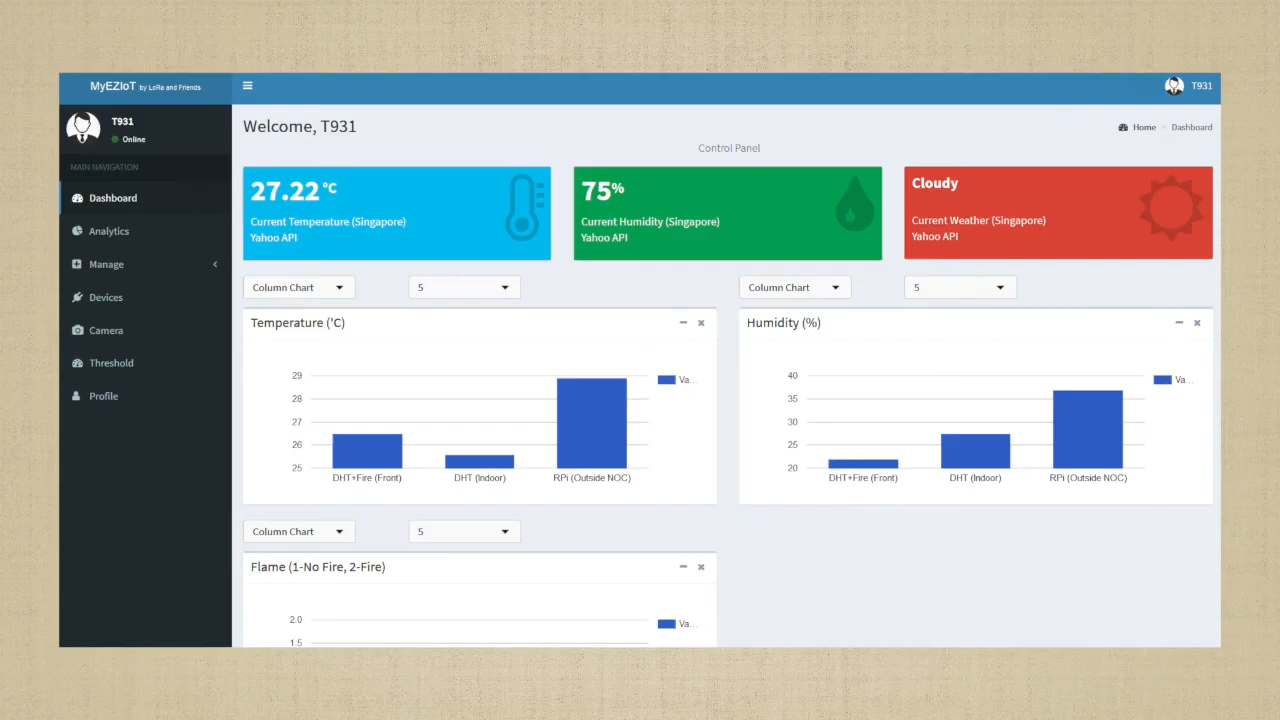 MyEZIoT by LoRa and Friends
T931
T931
Online
MAIN NAVIGATION
Dashboard
Analytics
Manage
Devices
Camera
Threshold
Profile
Welcome, T931
Home
Dashboard
Control Panel
27.22 °C
Current Temperature (Singapore)
Yahoo API
75%
Current Humidity (Singapore)
Yahoo API
Cloudy
Current Weather (Singapore)
Yahoo API
Column Chart
5
Column Chart
5
Temperature (°C)
29
28
27
26
25
DHT+Fire (Front)
DHT (Indoor)
RPi (Outside NOC)
Va...
Humidity (%)
40
35
30
25
20
DHT+Fire (Front)
DHT (Indoor)
RPi (Outside NOC)
Va...
Column Chart
5
Flame (1-No Fire, 2-Fire)
2.0
1.5
Va...